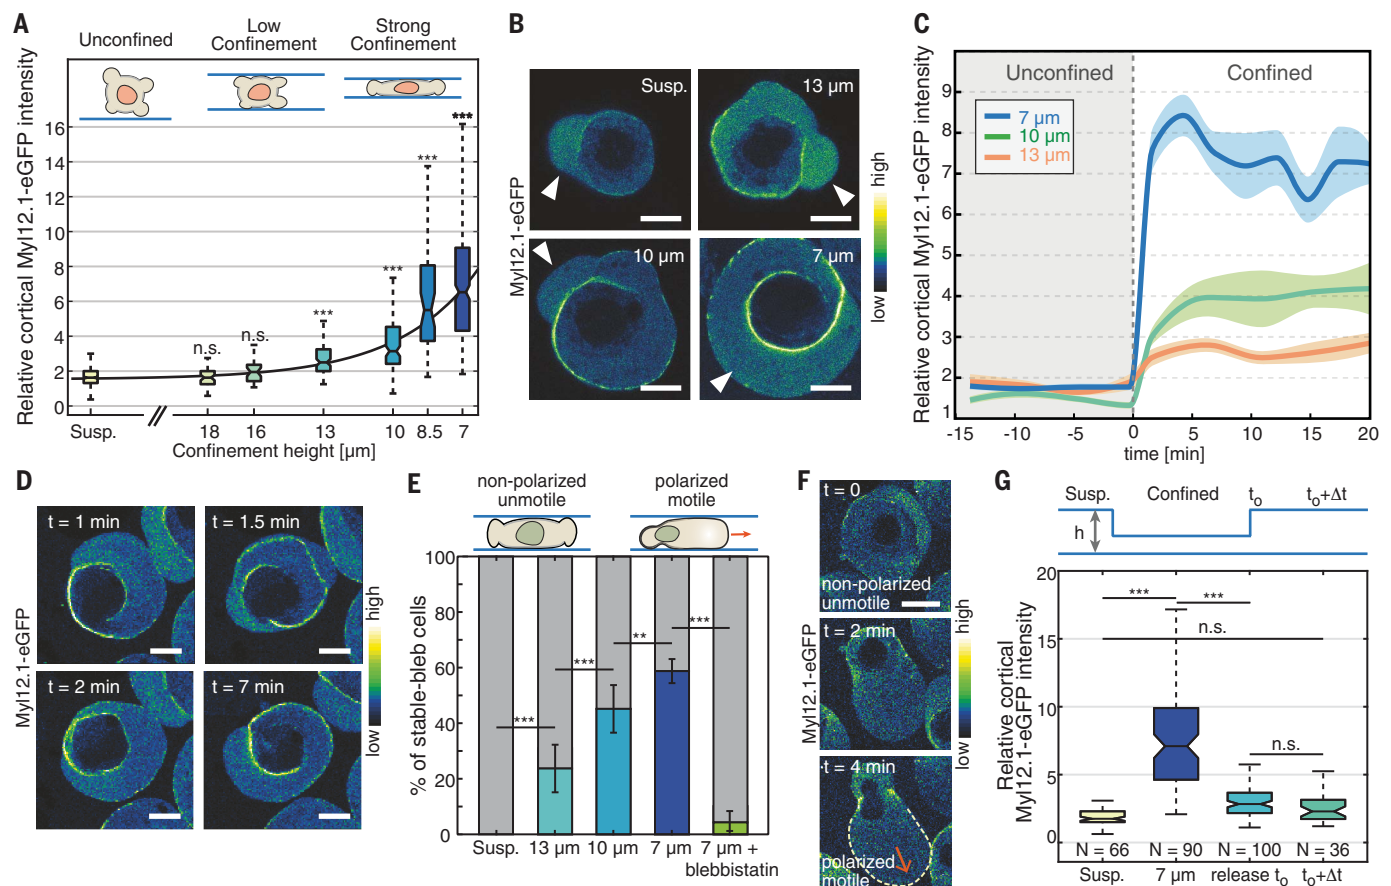 A
Unconfined
Low
Confinement
Strong
Confinement
Relative cortical Myl12.1-eGFP intensity
16
14
12
10
8
6
4
2
0
n.s.
n.s.
***
***
***
***
Susp.
18
16
13
10
8.5
7
Confinement height [µm]
B
Myl12.1-eGFP
Susp.
13 µm
10 µm
7 µm
high
low
C
Relative cortical Myl12.1-eGFP intensity
Unconfined
Confined
7 µm
10 µm
13 µm
9
8
7
6
5
4
3
2
1
-15
-10
-5
0
5
10
15
20
time [min]
D
Myl12.1-eGFP
t = 1 min
t = 1.5 min
t = 2 min
t = 7 min
high
low
E
non-polarized
unmotile
polarized
motile
% of stable-bleb cells
100
80
60
40
20
0
***
***
**
***
Susp.
13 µm
10 µm
7 µm
7 µm +
blebbistatin
F
Myl12.1-eGFP
t = 0
non-polarized
unmotile
t = 2 min
t = 4 min
polarized
motile
high
low
G
Susp.
Confined
to
to+Δt
h
Relative cortical
Myl12.1-eGFP intensity
20
15
10
5
0
***
***
n.s.
n.s.
N = 66
N = 90
N = 100
N = 36
Susp.
7 µm
release to
to+Δt